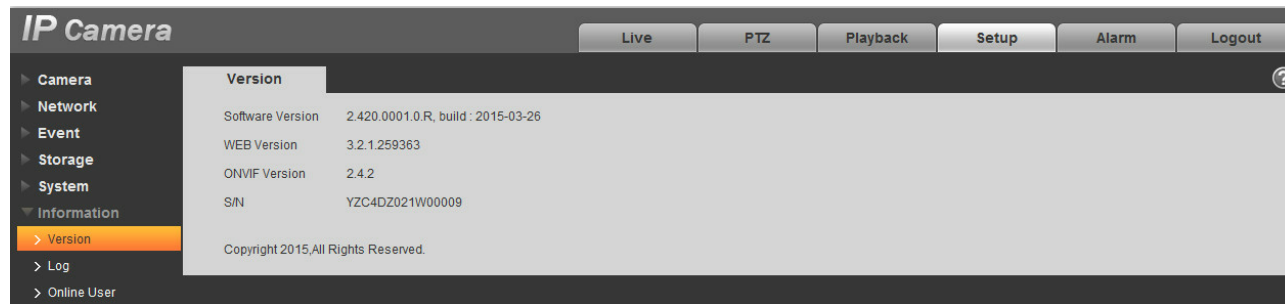 IP Camera
Live PTZ Playback Setup Alarm Logout
Camera
Network
Event
Storage
System
Information
Version
Log
Online User
Version
?
Software Version 2.420.0001.0.R, build : 2015-03-26
WEB Version 3.2.1.259363
ONVIF Version 2.4.2
S/N YZC4DZ021W00009
Copyright 2015,All Rights Reserved.